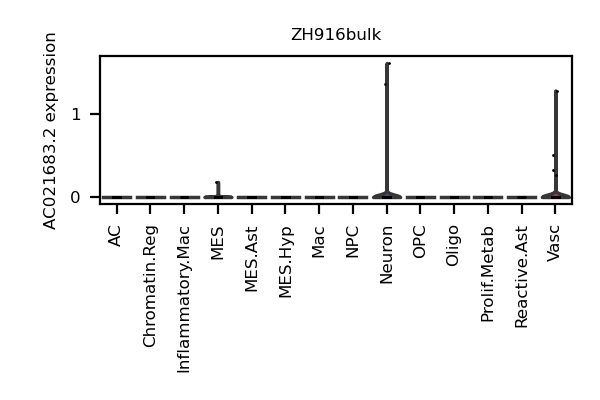 ZH916bulk
AC021683.2 expression
1
0
AC
Chromatin.Reg
Inflammatory.Mac
MES
MES.Ast
MES.Hyp
Mac
NPC
Neuron
OPC
Oligo
Prolif.Metab
Reactive.Ast
Vasc